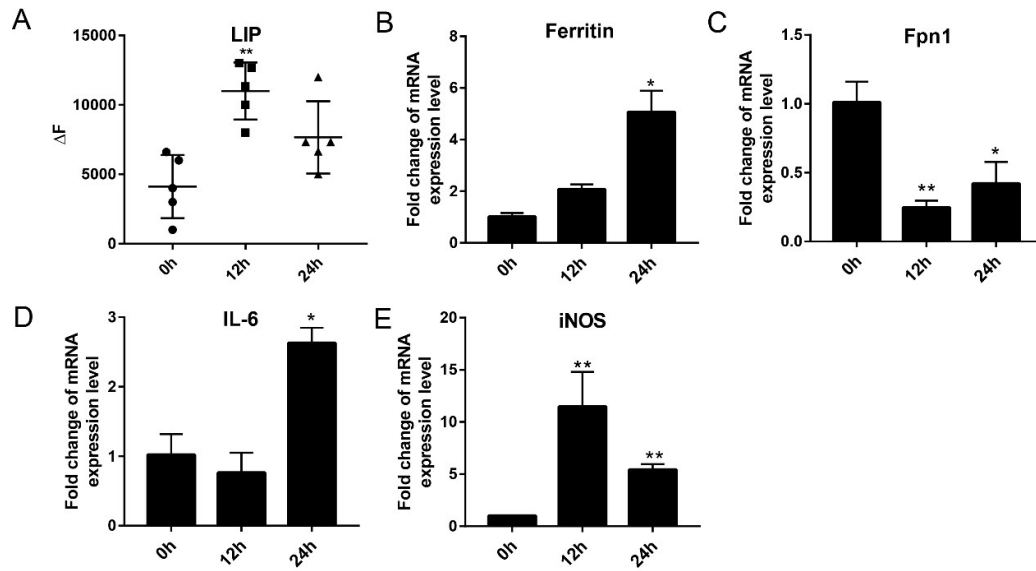 A
LIP
**
15000
10000
5000
0
ΔF
0h
12h
24h
B
Ferritin
*
8
6
4
2
0
Fold change of mRNA
expression level
0h
12h
24h
C
Fpn1
**
*
1.5
1.0
0.5
0.0
Fold change of mRNA
expression level
0h
12h
24h
D
IL-6
*
3
2
1
0
Fold change of mRNA
expression level
0h
12h
24h
E
iNOS
**
**
20
15
10
5
0
Fold change of mRNA
expression level
0h
12h
24h